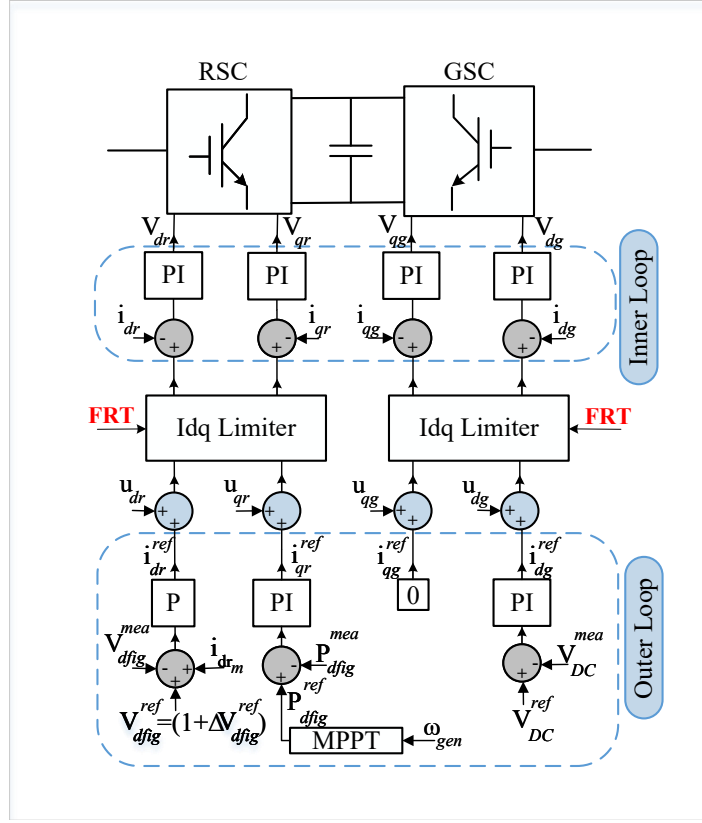 RSC GSC
V_dr V_qr V_qg V_dg
PI PI PI PI
i_dr i_qr i_qg i_dg
- + - + - + - +
Inner Loop
FRT Idq Limiter Idq Limiter FRT
u_dr u_qr u_qg u_dg
+ + + + + + + +
i_dr^ref i_qr^ref i_qg^ref i_dg^ref
P PI 0 PI
V_dfig^mea i_dr_m P_dfig^mea V_DC^mea
- + + - + - +
V_dfig^ref=(1+ΔV_dfig^ref) P_dfig^ref V_DC^ref
MPPT ω_gen
Outer Loop